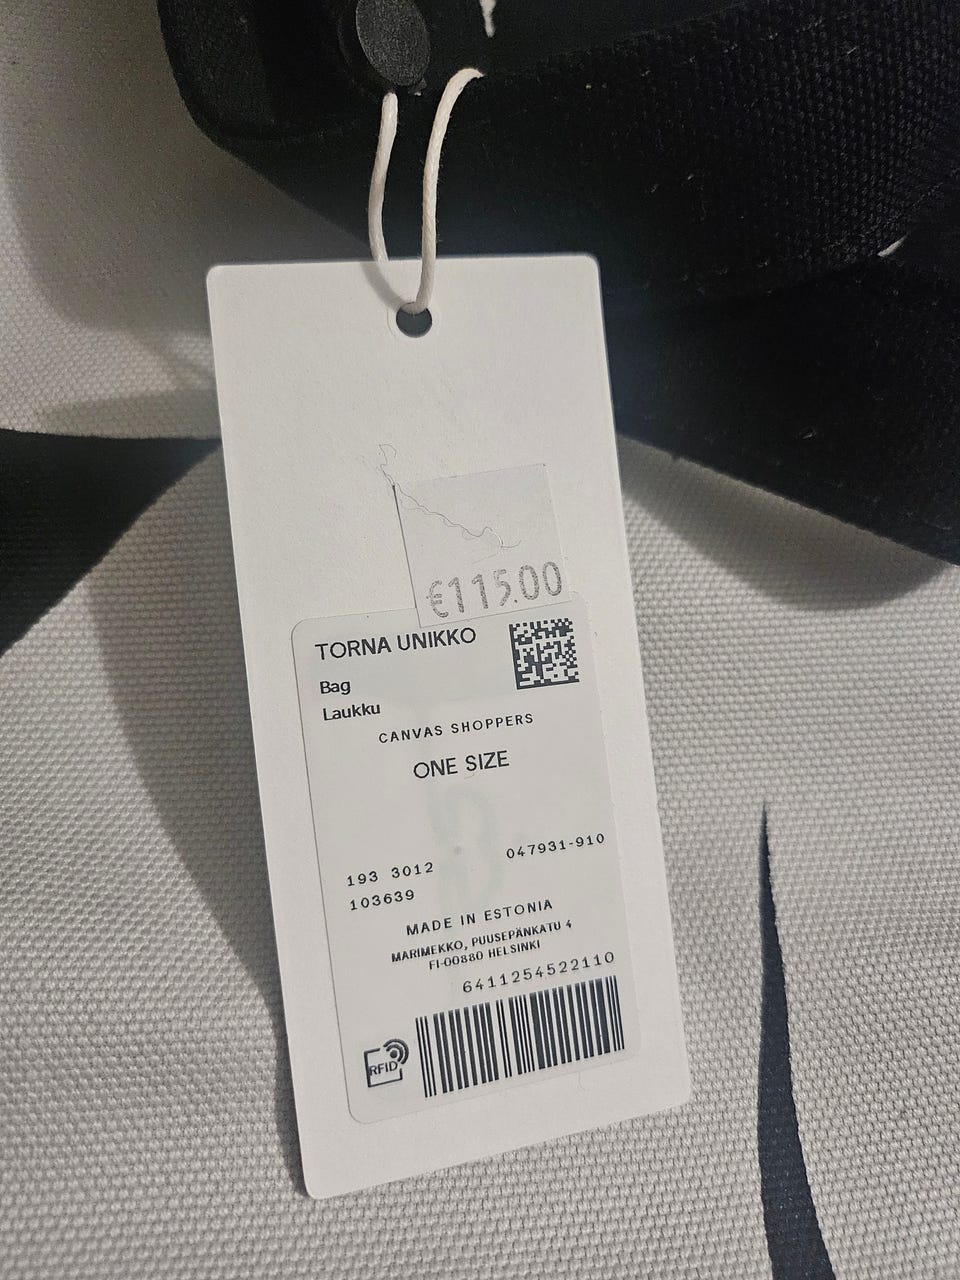 €115.00
TORNA UNIKKO
Bag
Laukku
CANVAS SHOPPERS
ONE SIZE
193 3012
047931-910
103639
MADE IN ESTONIA
MARIMEKKO, PUUSEPÄNKATU 4
FI-00880 HELSINKI
6411254522110
RFID